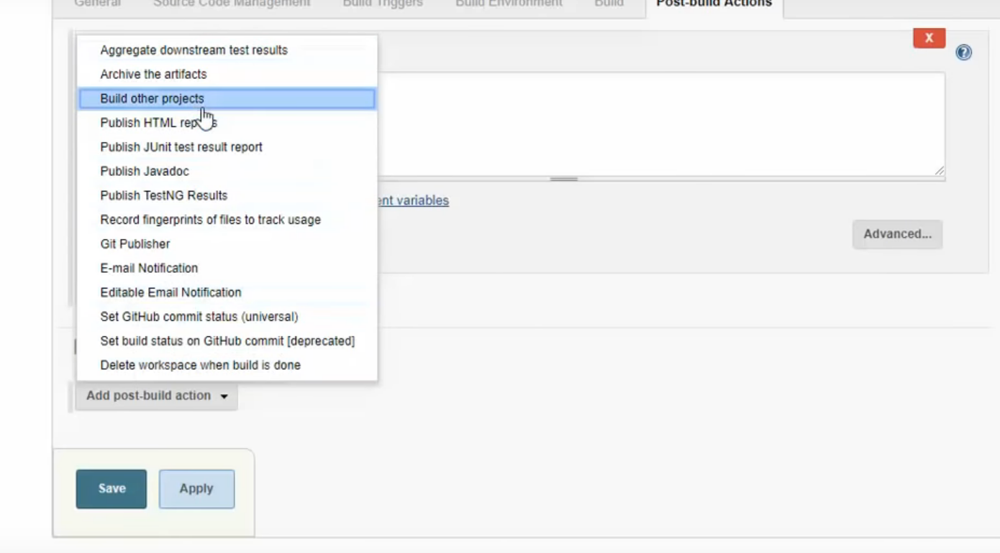 General Source Code Management Build Triggers Build Environment Build Post-build Actions
X
?
Aggregate downstream test results
Archive the artifacts
Build other projects
Publish HTML reports
Publish JUnit test result report
Publish Javadoc
Publish TestNG Results
ent variables
Record fingerprints of files to track usage
Advanced...
Git Publisher
E-mail Notification
Editable Email Notification
Set GitHub commit status (universal)
Set build status on GitHub commit [deprecated]
Delete workspace when build is done
Add post-build action
Save Apply